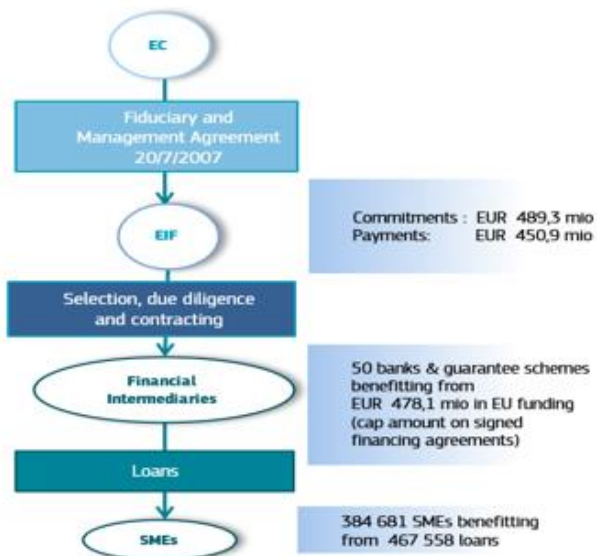 EC
Fiduciary and
Management Agreement
20/7/2007
EIF
Commitments : EUR 489,3 mio
Payments: EUR 450,9 mio
Selection, due diligence
and contracting
Financial
Intermediaries
50 banks & guarantee schemes
benefitting from
EUR 478,1 mio in EU funding
(cap amount on signed
financing agreements)
Loans
SMEs
384 681 SMEs benefitting
from 467 558 loans